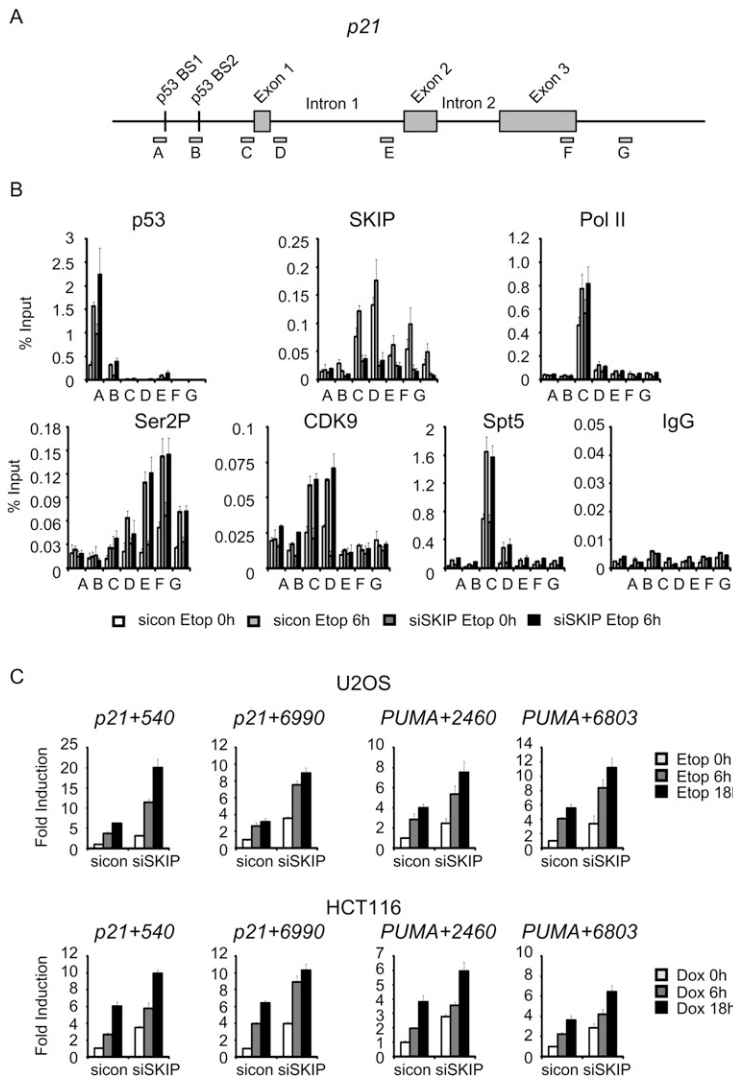 A
p21
p53 BS1
p53 BS2
Exon 1
Intron 1
Exon 2
Intron 2
Exon 3
A B C D E F G
B
p53
SKIP
Pol II
% Input
3
2.5
2
1.5
1
0.5
0
A B C D E F G
0.25
0.2
0.15
0.1
0.05
0
A B C D E F G
1.2
1.0
0.8
0.6
0.4
0.2
0
A B C D E F G
Ser2P
CDK9
Spt5
IgG
% Input
0.18
0.15
0.12
0.09
0.06
0.03
A B C D E F G
0.1
0.075
0.05
0.025
0
A B C D E F G
2
1.6
1.2
0.8
0.4
0
A B C D E F G
0.05
0.04
0.03
0.02
0.01
0
A B C D E F G
sicon Etop 0h sicon Etop 6h siSKIP Etop 0h siSKIP Etop 6h
C
U2OS
p21+540
p21+6990
PUMA+2460
PUMA+6803
Fold Induction
25
20
15
10
5
0
sicon siSKIP
12
10
8
6
4
2
0
sicon siSKIP
10
8
6
4
2
0
sicon siSKIP
14
12
10
8
6
4
2
0
sicon siSKIP
Etop 0h
Etop 6h
Etop 18h
HCT116
p21+540
p21+6990
PUMA+2460
PUMA+6803
Fold Induction
12
10
8
6
4
2
0
sicon siSKIP
12
10
8
6
4
2
0
sicon siSKIP
7
6
5
4
3
2
1
0
sicon siSKIP
10
8
6
4
2
0
sicon siSKIP
Dox 0h
Dox 6h
Dox 18h